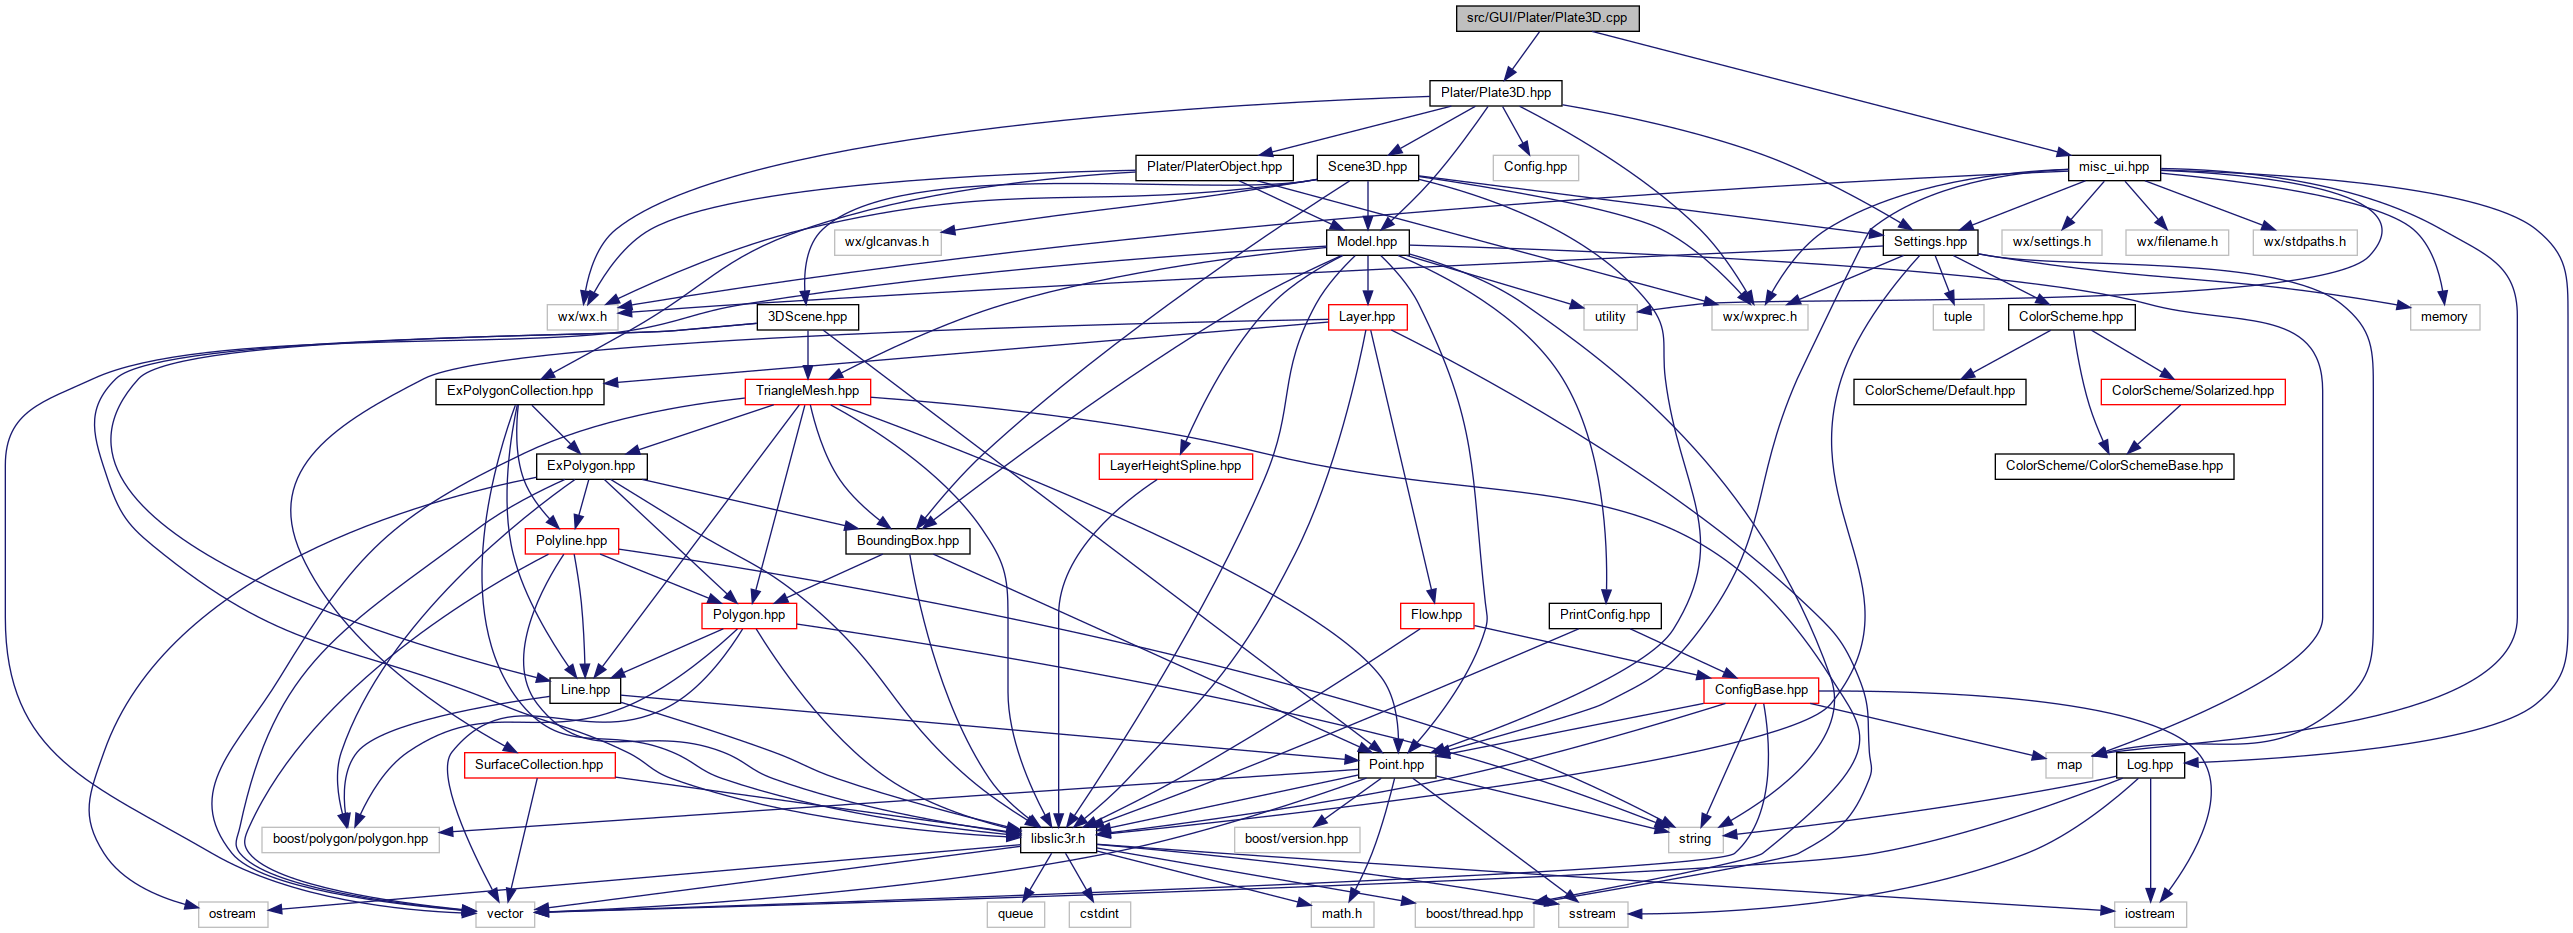 src/GUI/Plater/Plate3D.cpp
Plater/Plate3D.hpp
Plater/PlaterObject.hpp
Scene3D.hpp
Config.hpp
misc_ui.hpp
wx/glcanvas.h
Model.hpp
Settings.hpp
wx/settings.h
wx/filename.h
wx/stdpaths.h
wx/wx.h
3DScene.hpp
Layer.hpp
utility
wx/wxprec.h
tuple
ColorScheme.hpp
memory
ExPolygonCollection.hpp
TriangleMesh.hpp
ColorScheme/Default.hpp
ColorScheme/Solarized.hpp
ExPolygon.hpp
LayerHeightSpline.hpp
ColorScheme/ColorSchemeBase.hpp
Polyline.hpp
BoundingBox.hpp
Polygon.hpp
Flow.hpp
PrintConfig.hpp
Line.hpp
ConfigBase.hpp
SurfaceCollection.hpp
Point.hpp
map
Log.hpp
boost/polygon/polygon.hpp
libslic3r.h
boost/version.hpp
string
ostream
vector
queue
cstdint
math.h
boost/thread.hpp
sstream
iostream